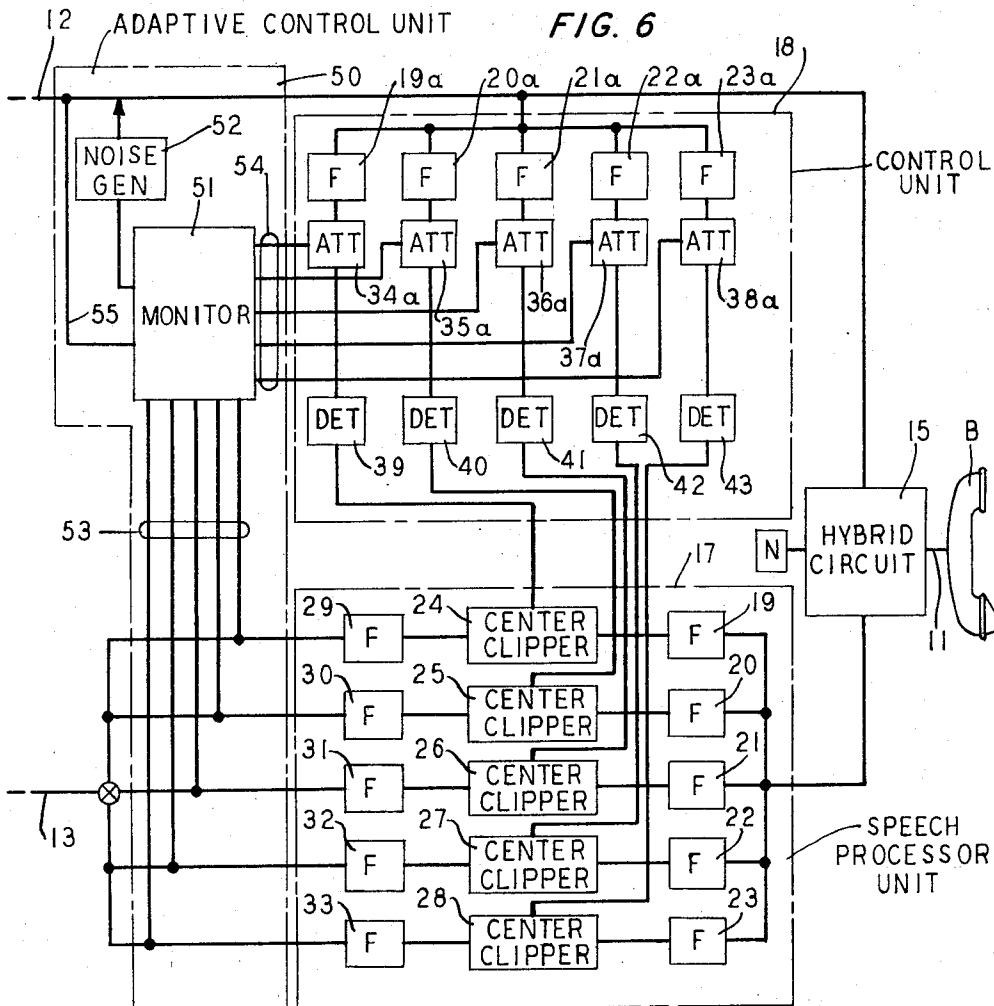 12
ADAPTIVE CONTROL UNIT
FIG. 6
50
19a
20a
21a
22a
18
23a
52
NOISE
GEN
54
51
F
F
F
F
F
CONTROL
UNIT
ATT
ATT
ATT
ATT
ATT
MONITOR
55
34a
35a
36a
37a
38a
DET
DET
DET
DET
DET
39
40
41
42
43
15
B
53
N
HYBRID
CIRCUIT
11
17
29
F
24
CENTER
CLIPPER
19
F
30
F
25
CENTER
CLIPPER
20
F
31
F
26
CENTER
CLIPPER
21
F
13
32
F
27
CENTER
CLIPPER
22
F
SPEECH
PROCESSOR
UNIT
33
F
28
CENTER
CLIPPER
23
F